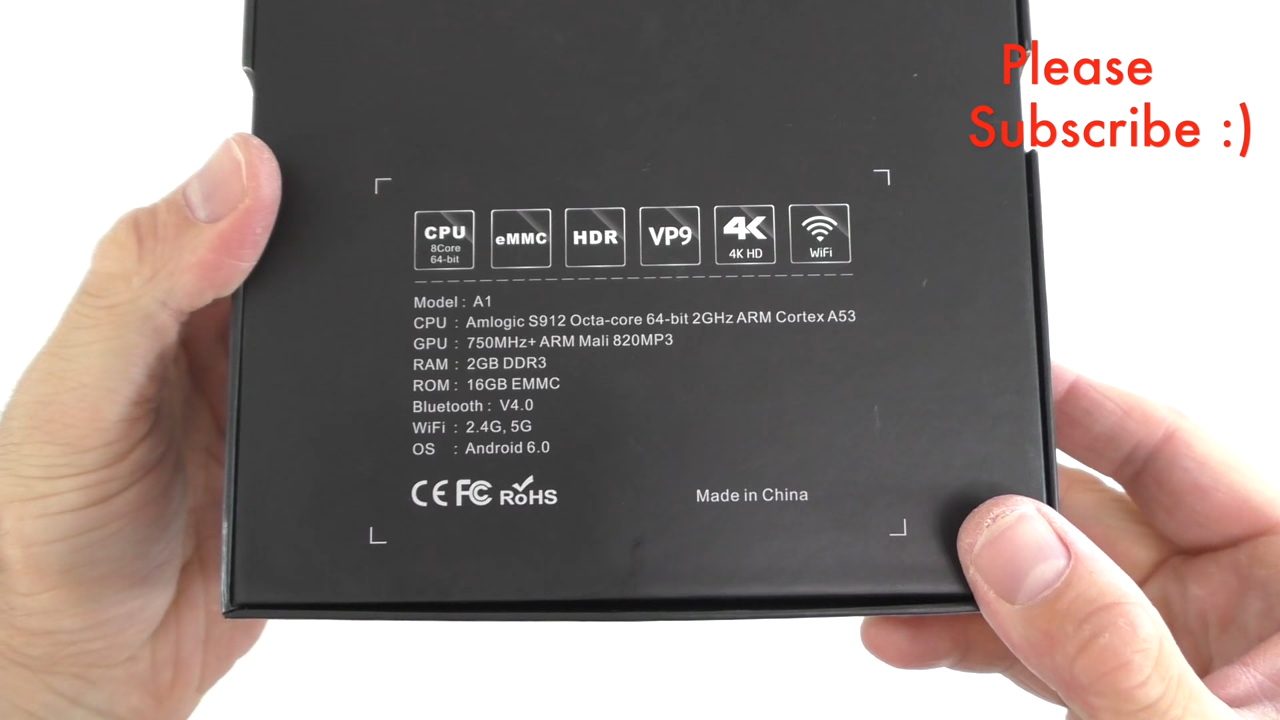 Please
Subscribe :)
CPU
8Core
64-bit
eMMC
HDR
VP9
4K
4K HD
WiFi
Model : A1
CPU : Amlogic S912 Octa-core 64-bit 2GHz ARM Cortex A53
GPU : 750MHz+ ARM Mali 820MP3
RAM : 2GB DDR3
ROM : 16GB EMMC
Bluetooth : V4.0
WiFi : 2.4G, 5G
OS : Android 6.0
CE FC RoHS
Made in China